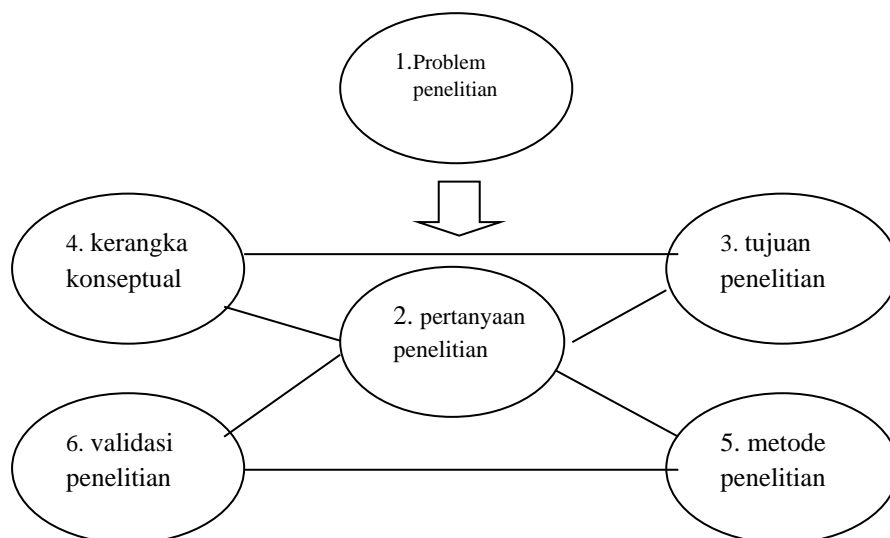 1.Problem
penelitian
4. kerangka
konseptual
3. tujuan
penelitian
2. pertanyaan
penelitian
6. validasi
penelitian
5. metode
penelitian